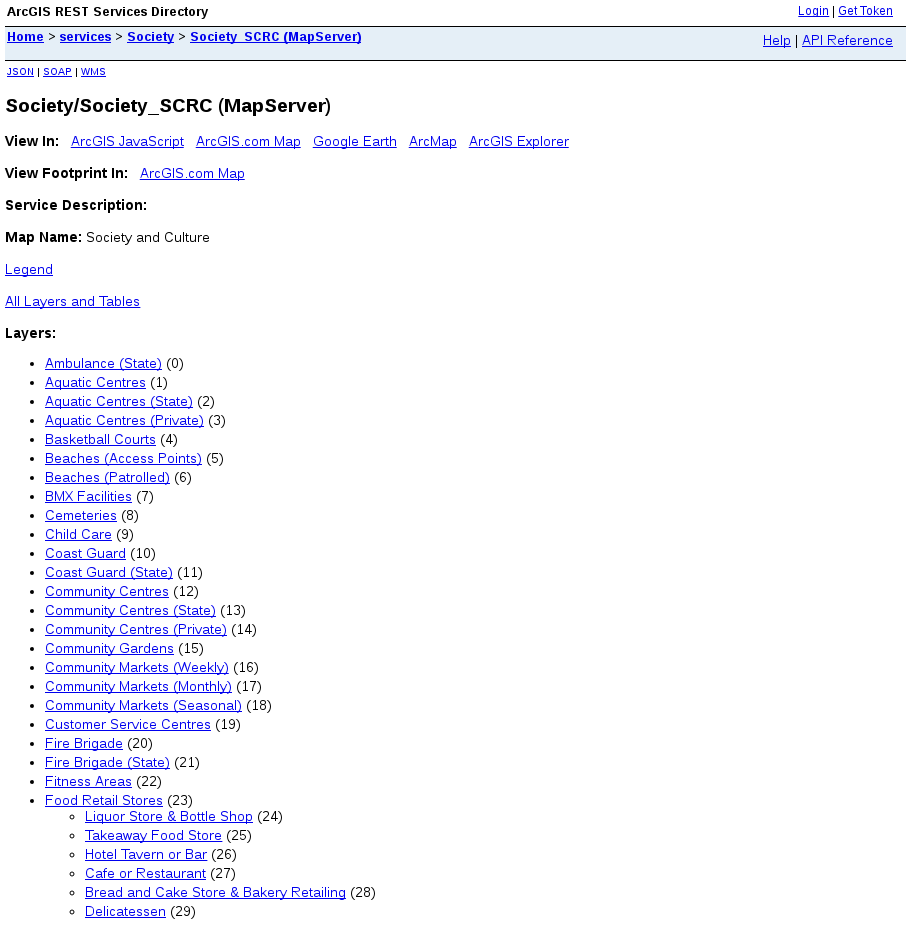 ArcGIS REST Services Directory Login | Get Token
Home > services > Society > Society_SCRC (MapServer) Help | API Reference
JSON | SOAP | WMS
Society/Society_SCRC (MapServer)
View In: ArcGIS JavaScript ArcGIS.com Map Google Earth ArcMap ArcGIS Explorer
View Footprint In: ArcGIS.com Map
Service Description:
Map Name: Society and Culture
Legend
All Layers and Tables
Layers:
• Ambulance (State) (0)
• Aquatic Centres (1)
• Aquatic Centres (State) (2)
• Aquatic Centres (Private) (3)
• Basketball Courts (4)
• Beaches (Access Points) (5)
• Beaches (Patrolled) (6)
• BMX Facilities (7)
• Cemeteries (8)
• Child Care (9)
• Coast Guard (10)
• Coast Guard (State) (11)
• Community Centres (12)
• Community Centres (State) (13)
• Community Centres (Private) (14)
• Community Gardens (15)
• Community Markets (Weekly) (16)
• Community Markets (Monthly) (17)
• Community Markets (Seasonal) (18)
• Customer Service Centres (19)
• Fire Brigade (20)
• Fire Brigade (State) (21)
• Fitness Areas (22)
• Food Retail Stores (23)
◦ Liquor Store & Bottle Shop (24)
◦ Takeaway Food Store (25)
◦ Hotel Tavern or Bar (26)
◦ Cafe or Restaurant (27)
◦ Bread and Cake Store & Bakery Retailing (28)
◦ Delicatessen (29)